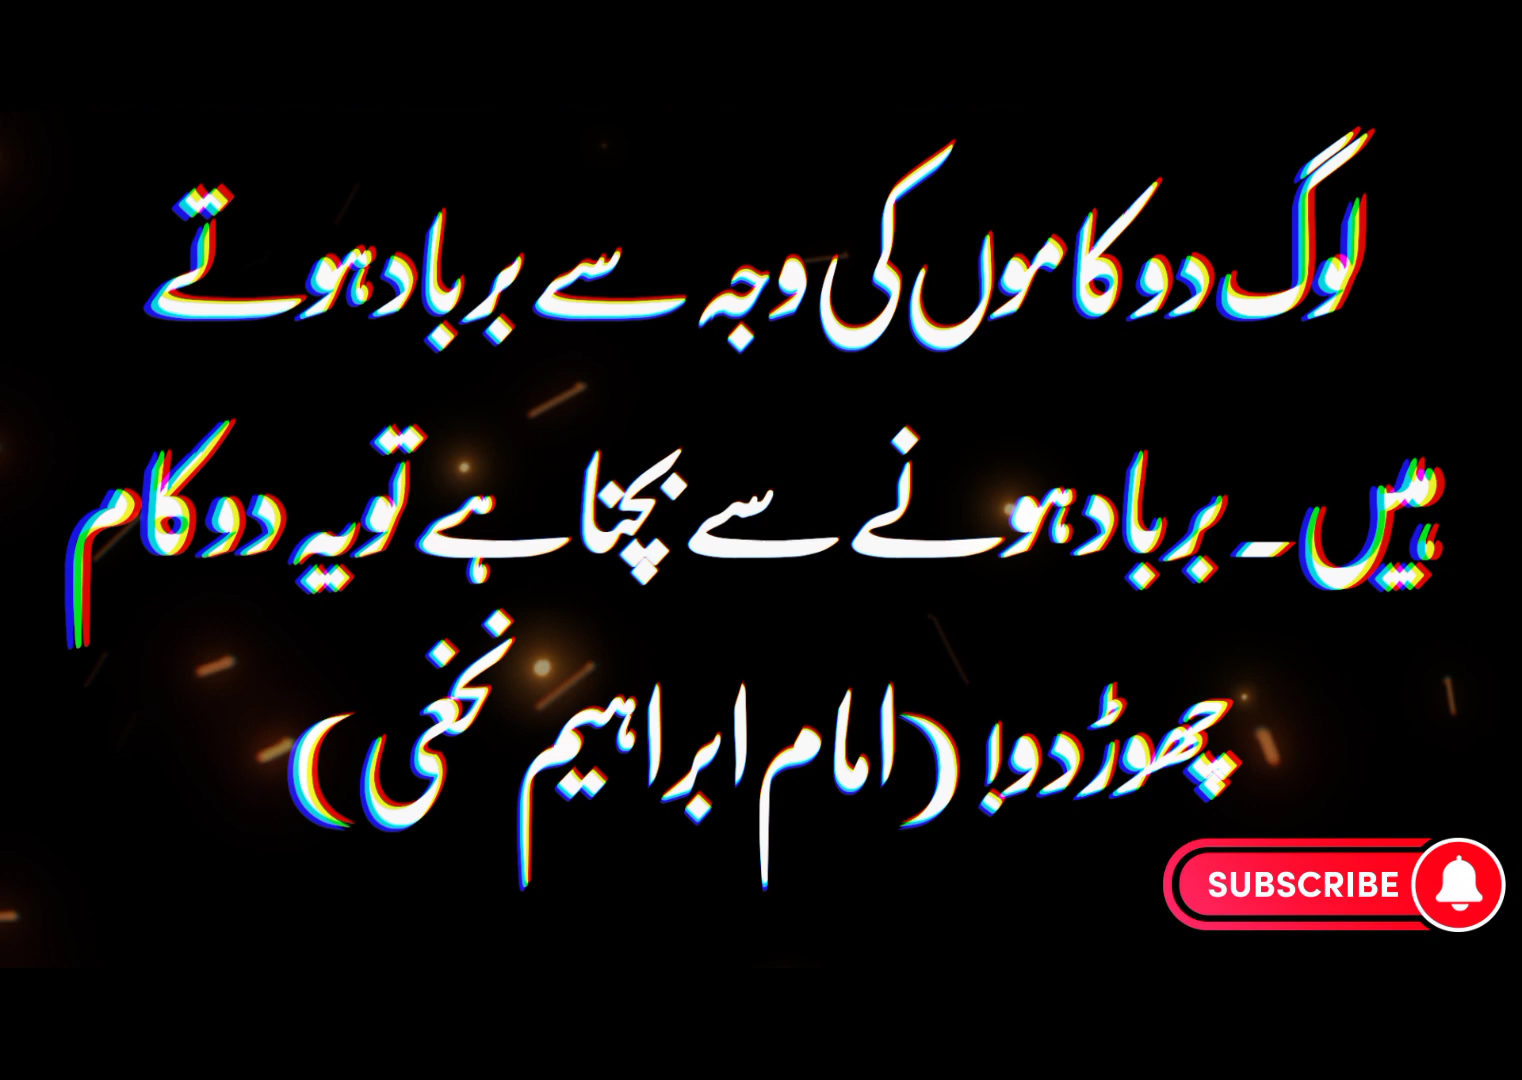 لوگ دو کاموں کی وجہ سے برباد ہوتے
ہیں۔ برباد ہونے سے بچنا ہے تو یہ دو کام
چھوڑ دو! (امام ابراہیم نخعی)
SUBSCRIBE